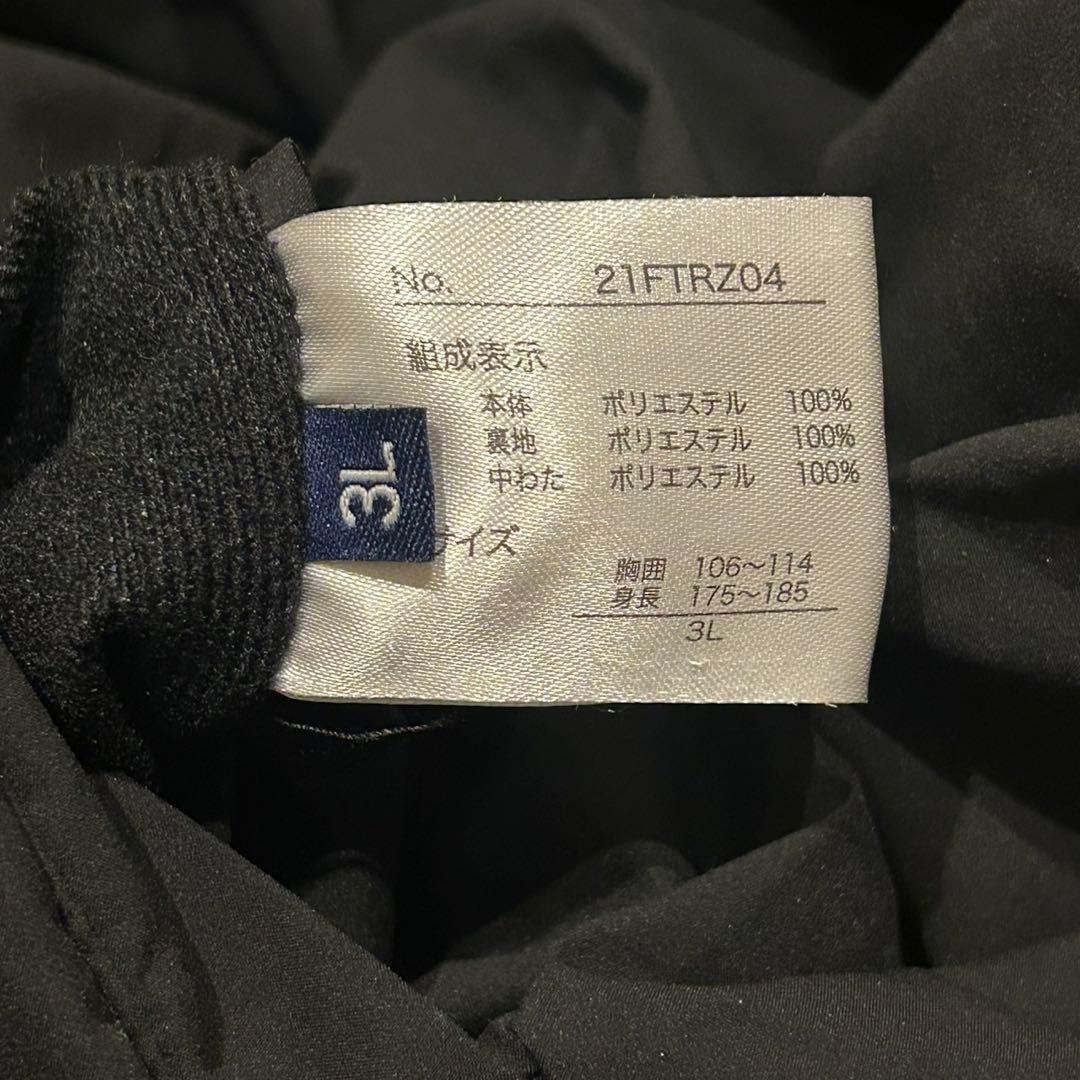 No. 21FTRZ04
組成表示
本体 ポリエステル 100%
裏地 ポリエステル 100%
中わた ポリエステル 100%
3L
イズ
胸囲 106～114
身長 175～185
3L